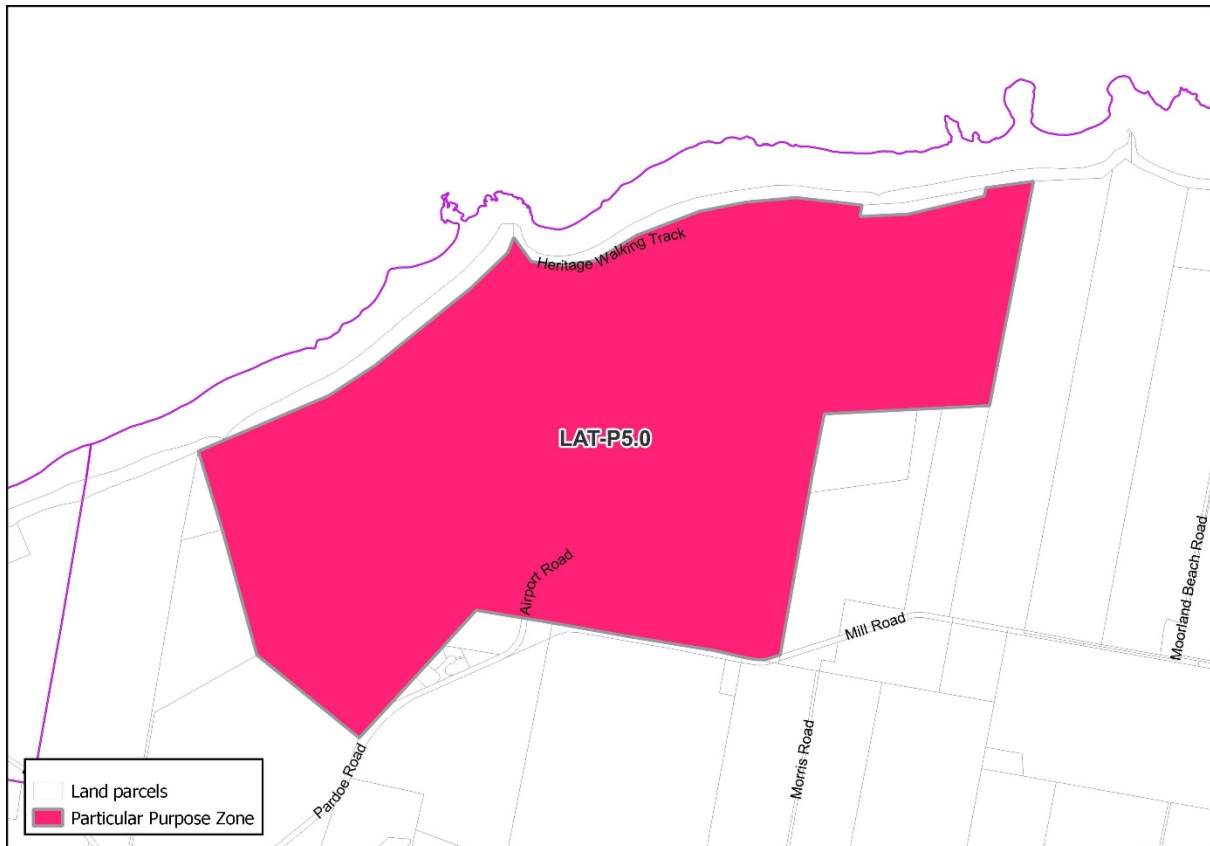 Heritage Walking Track
LAT-P5.0
Airport Road
Mill Road
Moorland Beach Road
Morris Road
Pardoe Road
Land parcels
Particular Purpose Zone